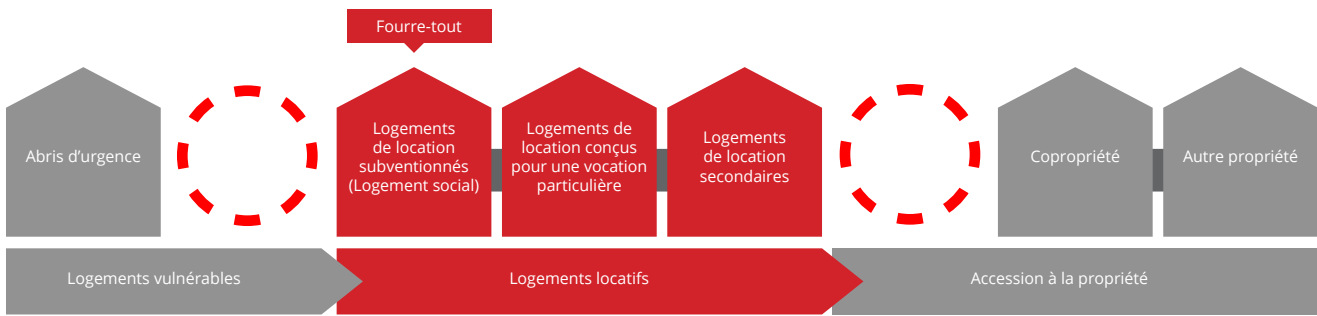 Fourre-tout
Abris d'urgence
Logements
de location
subventionnés
(Logement social)
Logements de
location conçus
pour une vocation
particulière
Logements
de location
secondaires
Copropriété
Autre propriété
Logements vulnérables
Logements locatifs
Accession à la propriété